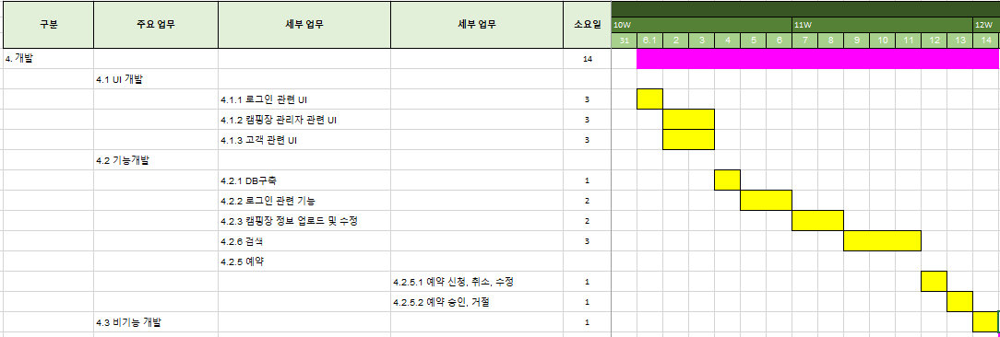 구분 주요 업무 세부 업무 세부 업무 소요일
10W 11W 12W
31 6.1 2 3 4 5 6 7 8 9 10 11 12 13 14
4. 개발 14
4.1 UI 개발
4.1.1 로그인 관련 UI 3
4.1.2 캠핑장 관리자 관련 UI 3
4.1.3 고객 관련 UI 3
4.2 기능개발
4.2.1 DB구축 1
4.2.2 로그인 관련 기능 2
4.2.3 캠핑장 정보 업로드 및 수정 2
4.2.6 검색 3
4.2.5 예약
4.2.5.1 예약 신청, 취소, 수정 1
4.2.5.2 예약 승인, 거절 1
4.3 비기능 개발 1